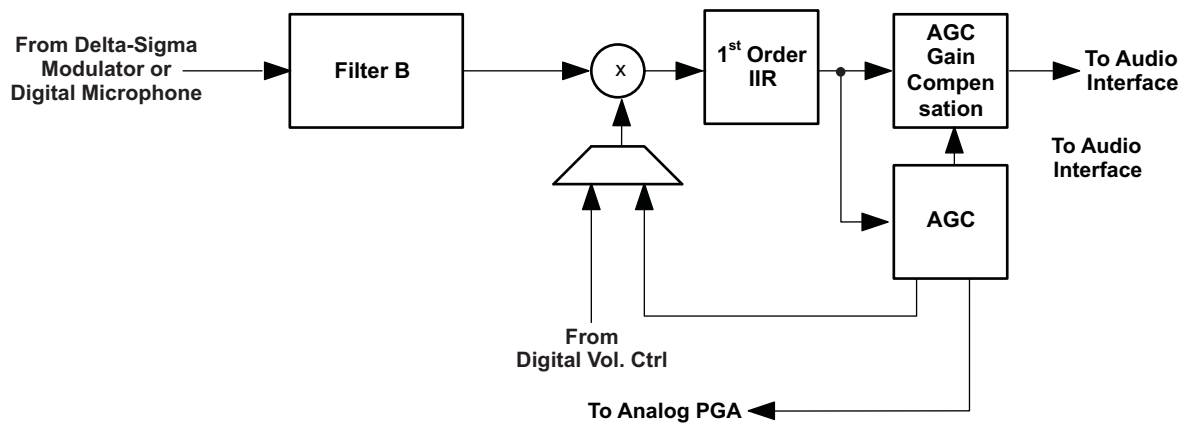 From Delta-Sigma
Modulator or
Digital Microphone
Filter B
x
1st Order
IIR
AGC
Gain
Compen
sation
To Audio
Interface
To Audio
Interface
AGC
From
Digital Vol. Ctrl
To Analog PGA